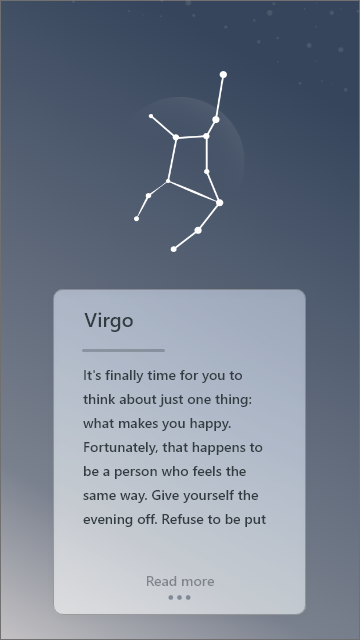 Virgo
It's finally time for you to
think about just one thing:
what makes you happy.
Fortunately, that happens to
be a person who feels the
same way. Give yourself the
evening off. Refuse to be put
Read more